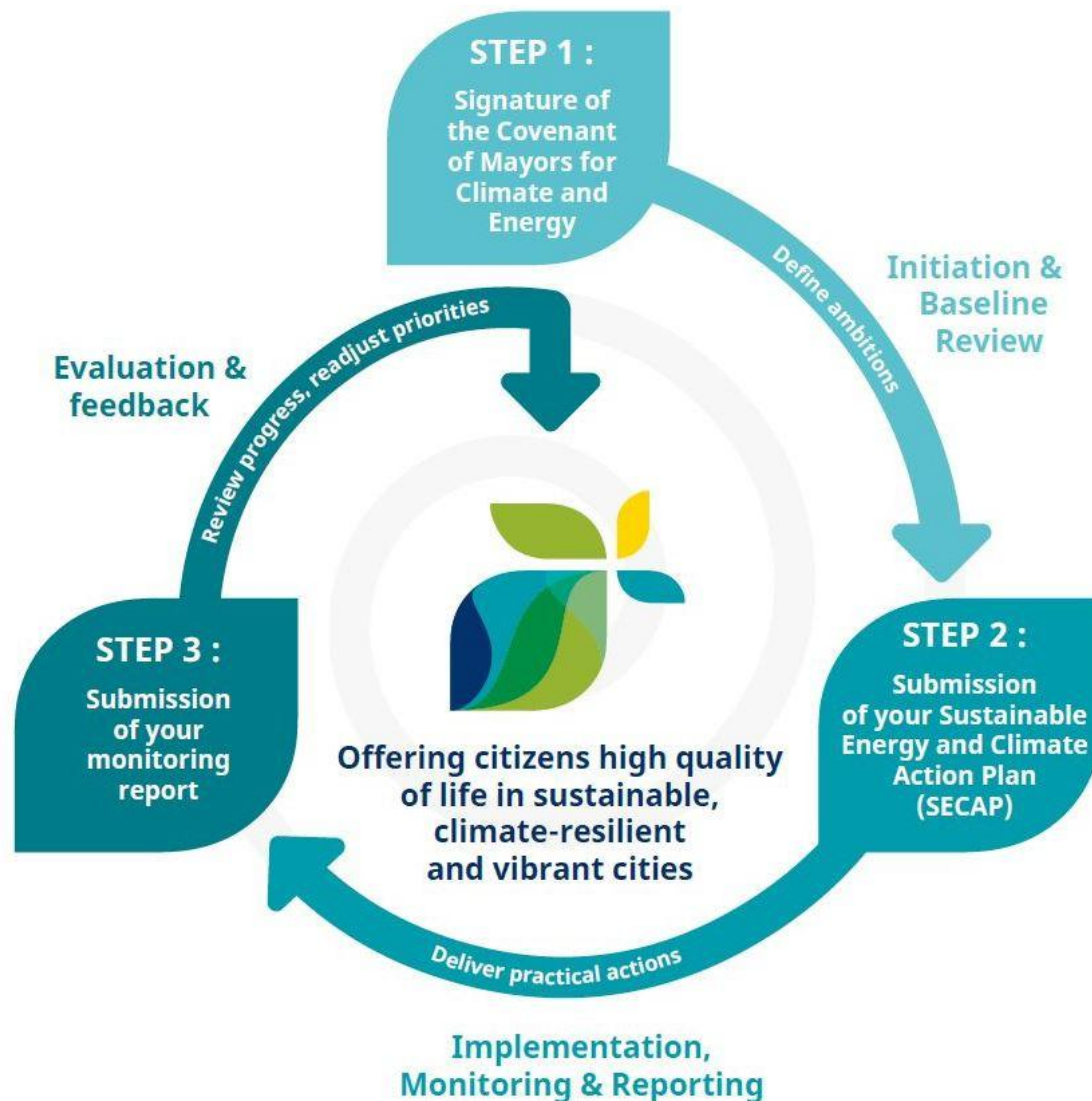 STEP 1 :
Signature of
the Covenant
of Mayors for
Climate and
Energy
Define ambitions
Initiation &
Baseline
Review
STEP 2 :
Submission
of your Sustainable
Energy and Climate
Action Plan
(SECAP)
Deliver practical actions
Implementation,
Monitoring & Reporting
STEP 3 :
Submission
of your
monitoring
report
Review progress, readjust priorities
Evaluation &
feedback
Offering citizens high quality
of life in sustainable,
climate-resilient
and vibrant cities